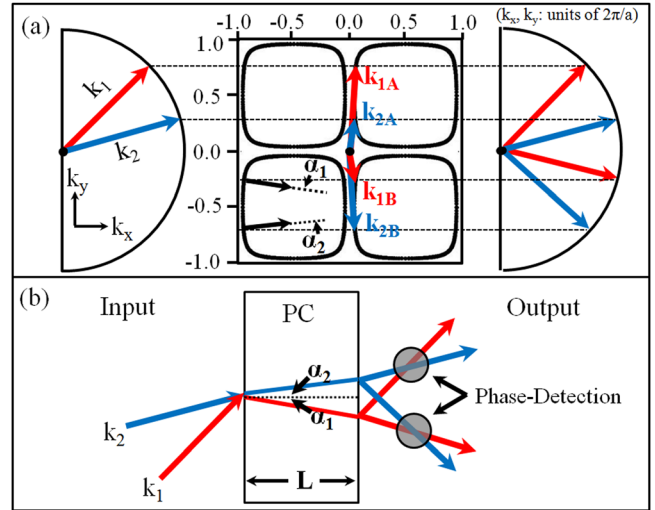 (a)
-1.0 -0.5 0.0 0.5 1.0
(kx, ky: units of 2π/a)
1.0
0.5
0.0
-0.5
-1.0
k1
k2
ky
kx
k1A
k2A
k1B
k2B
α1
α2
(b)
Input PC Output
α2
α1
Phase-Detection
k2
k1
L